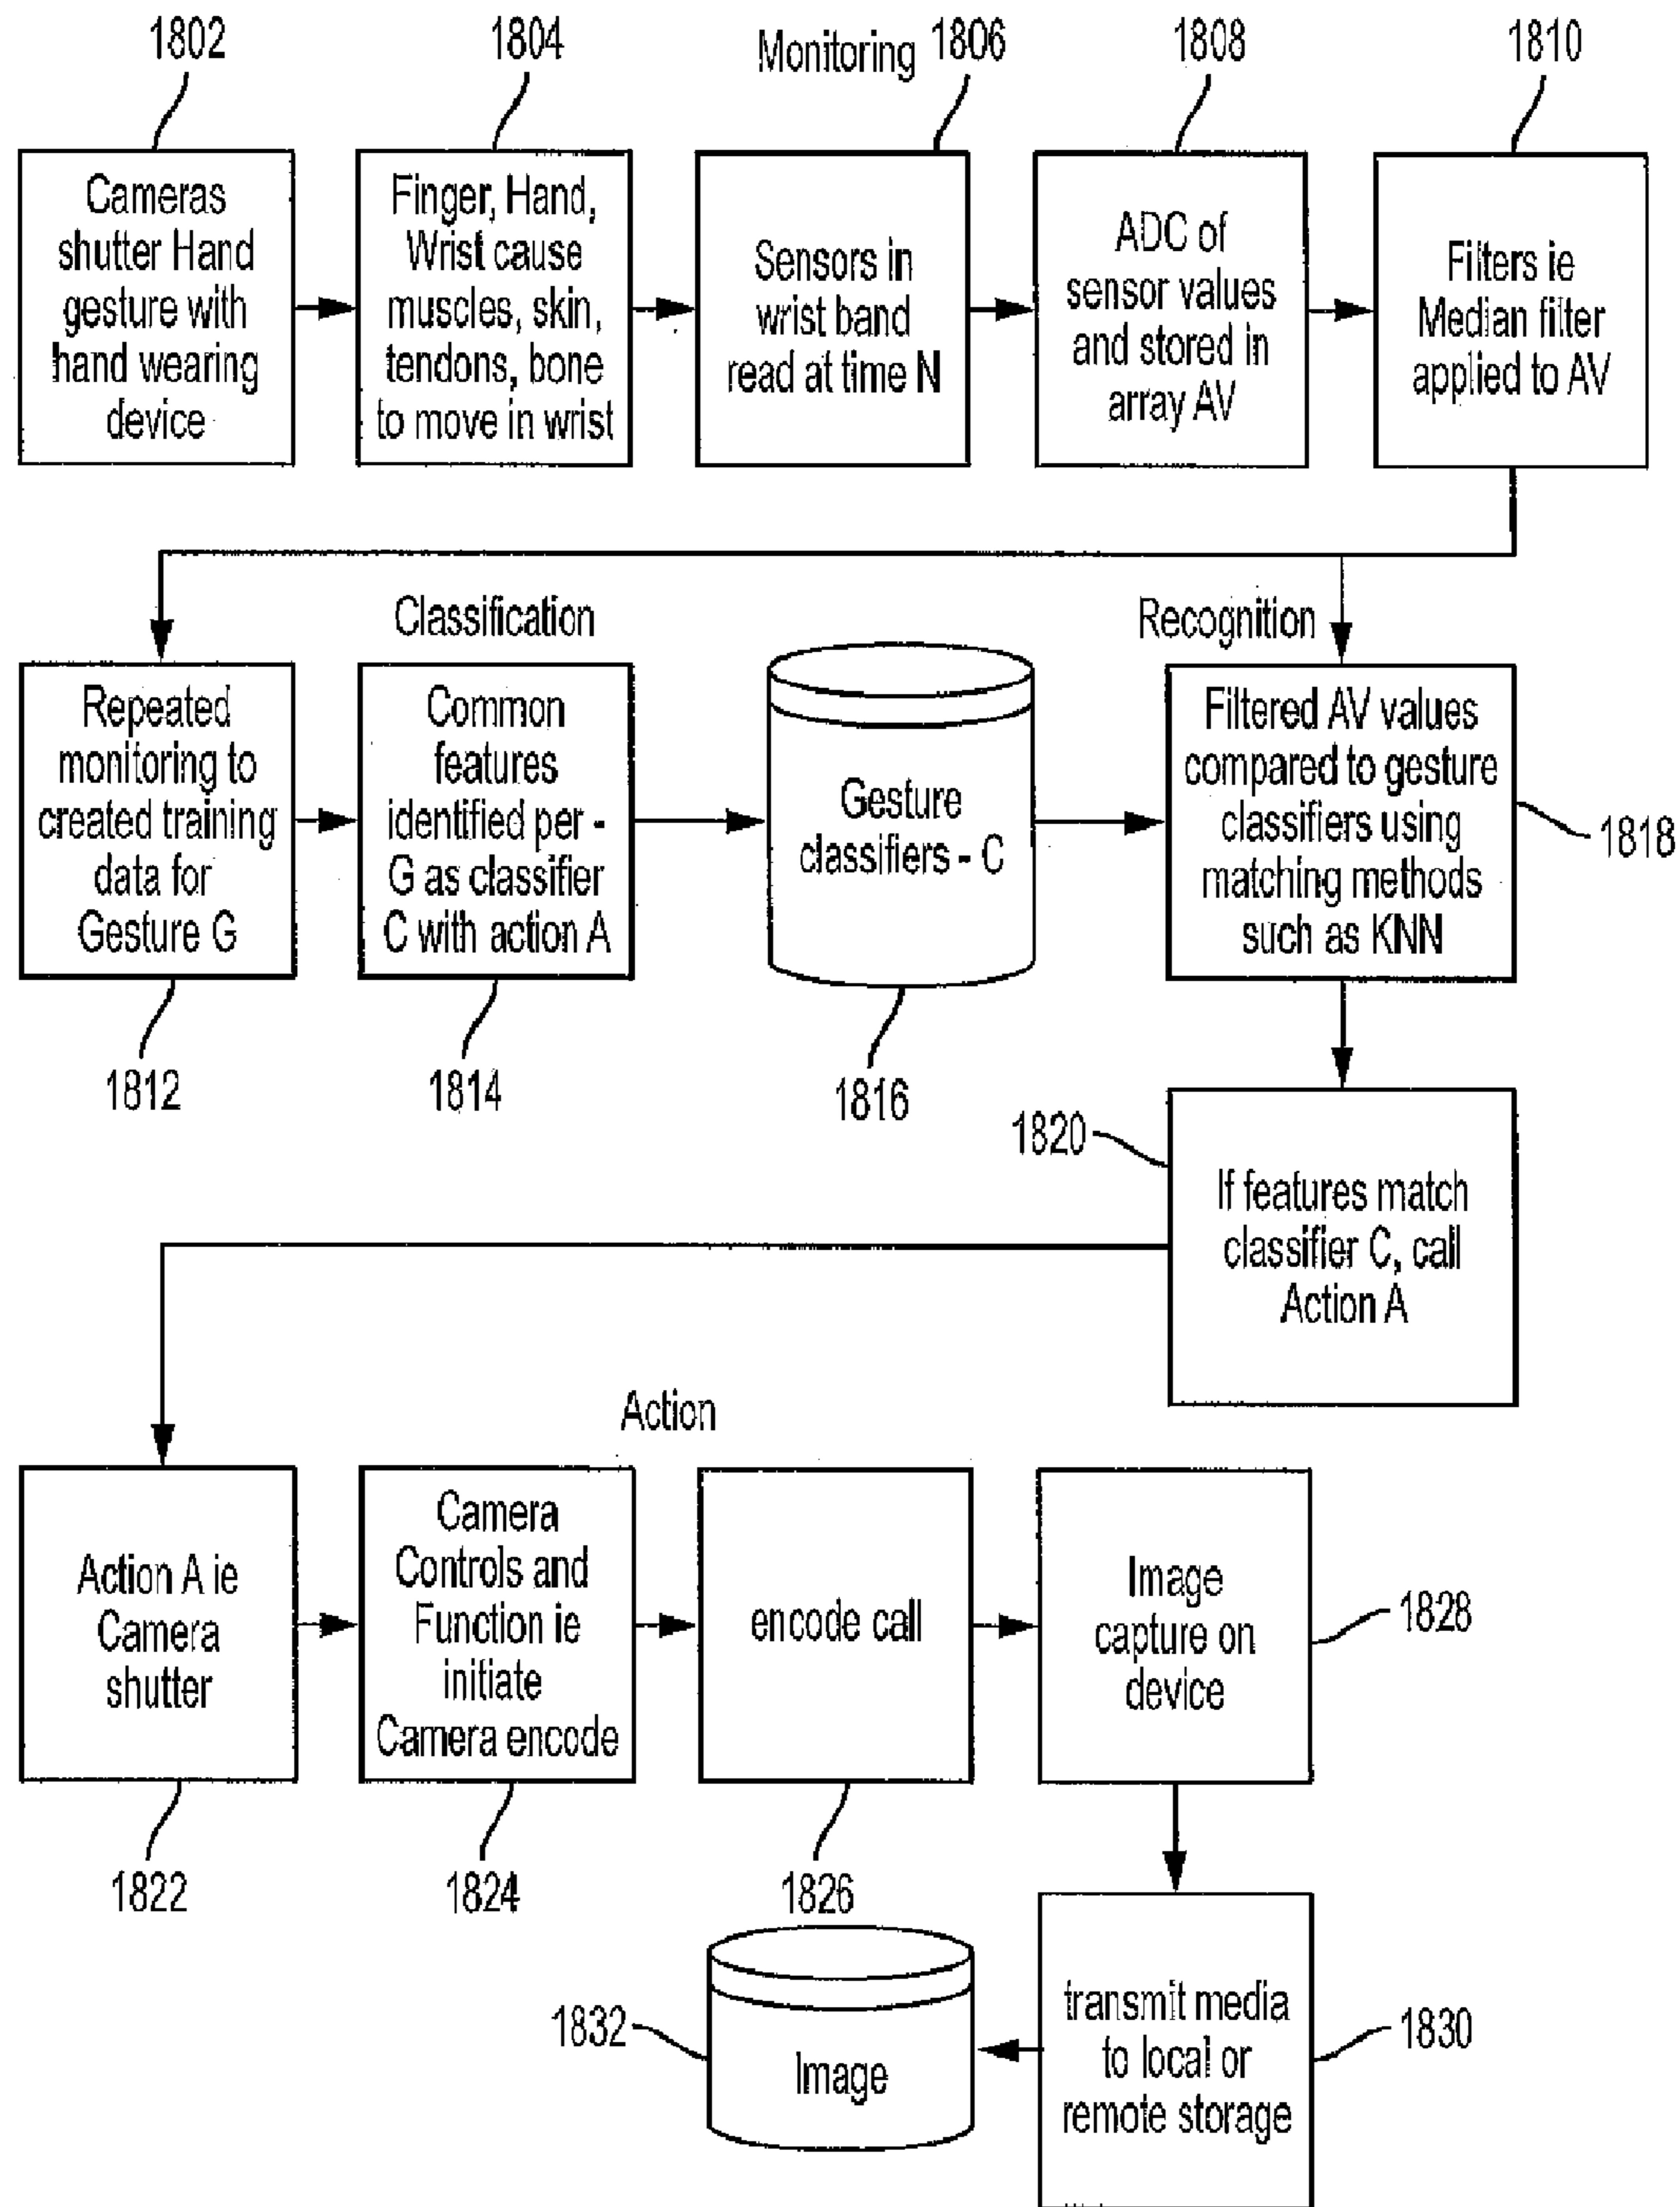 1802
1804
Monitoring
1806
1808
1810
Cameras
shutter Hand
gesture with
hand wearing
device
Finger, Hand,
Wrist cause
muscles, skin,
tendons, bone
to move in wrist
Sensors in
wrist band
read at time N
ADC of
sensor values
and stored in
array AV
Filters ie
Median filter
applied to AV
Classification
Recognition
Repeated
monitoring to
created training
data for
Gesture G
Common
features
identified per -
G as classifier
C with action A
Gesture
classifiers - C
Filtered AV values
compared to gesture
classifiers using
matching methods
such as KNN
1818
1812
1814
1816
1820
If features match
classifier C, call
Action A
Action
Action A ie
Camera
shutter
Camera
Controls and
Function ie
initiate
Camera encode
encode call
Image
capture on
device
1828
1822
1824
1826
1832
Image
transmit media
to local or
remote storage
1830